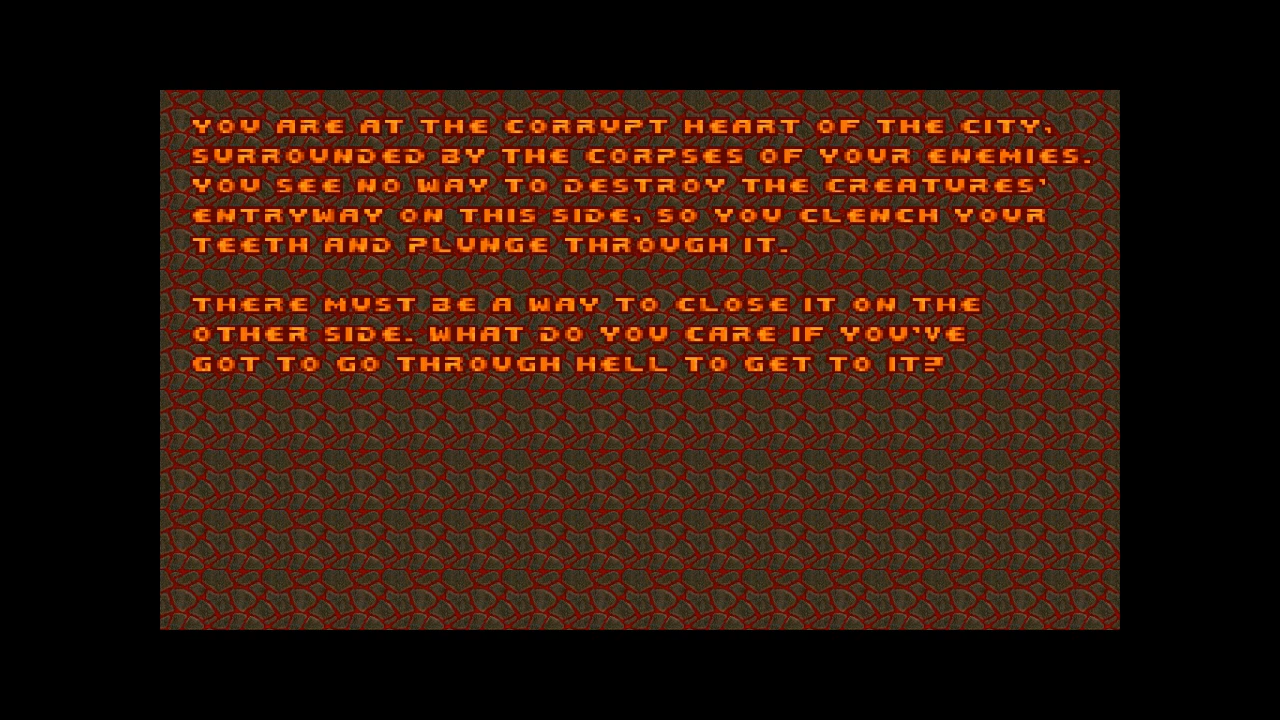 YOU ARE AT THE CORRUPT HEART OF THE CITY,
SURROUNDED BY THE CORPSES OF YOUR ENEMIES.
YOU SEE NO WAY TO DESTROY THE CREATURES'
ENTRYWAY ON THIS SIDE, SO YOU CLENCH YOUR
TEETH AND PLUNGE THROUGH IT.
THERE MUST BE A WAY TO CLOSE IT ON THE
OTHER SIDE. WHAT DO YOU CARE IF YOU'VE
GOT TO GO THROUGH HELL TO GET TO IT?